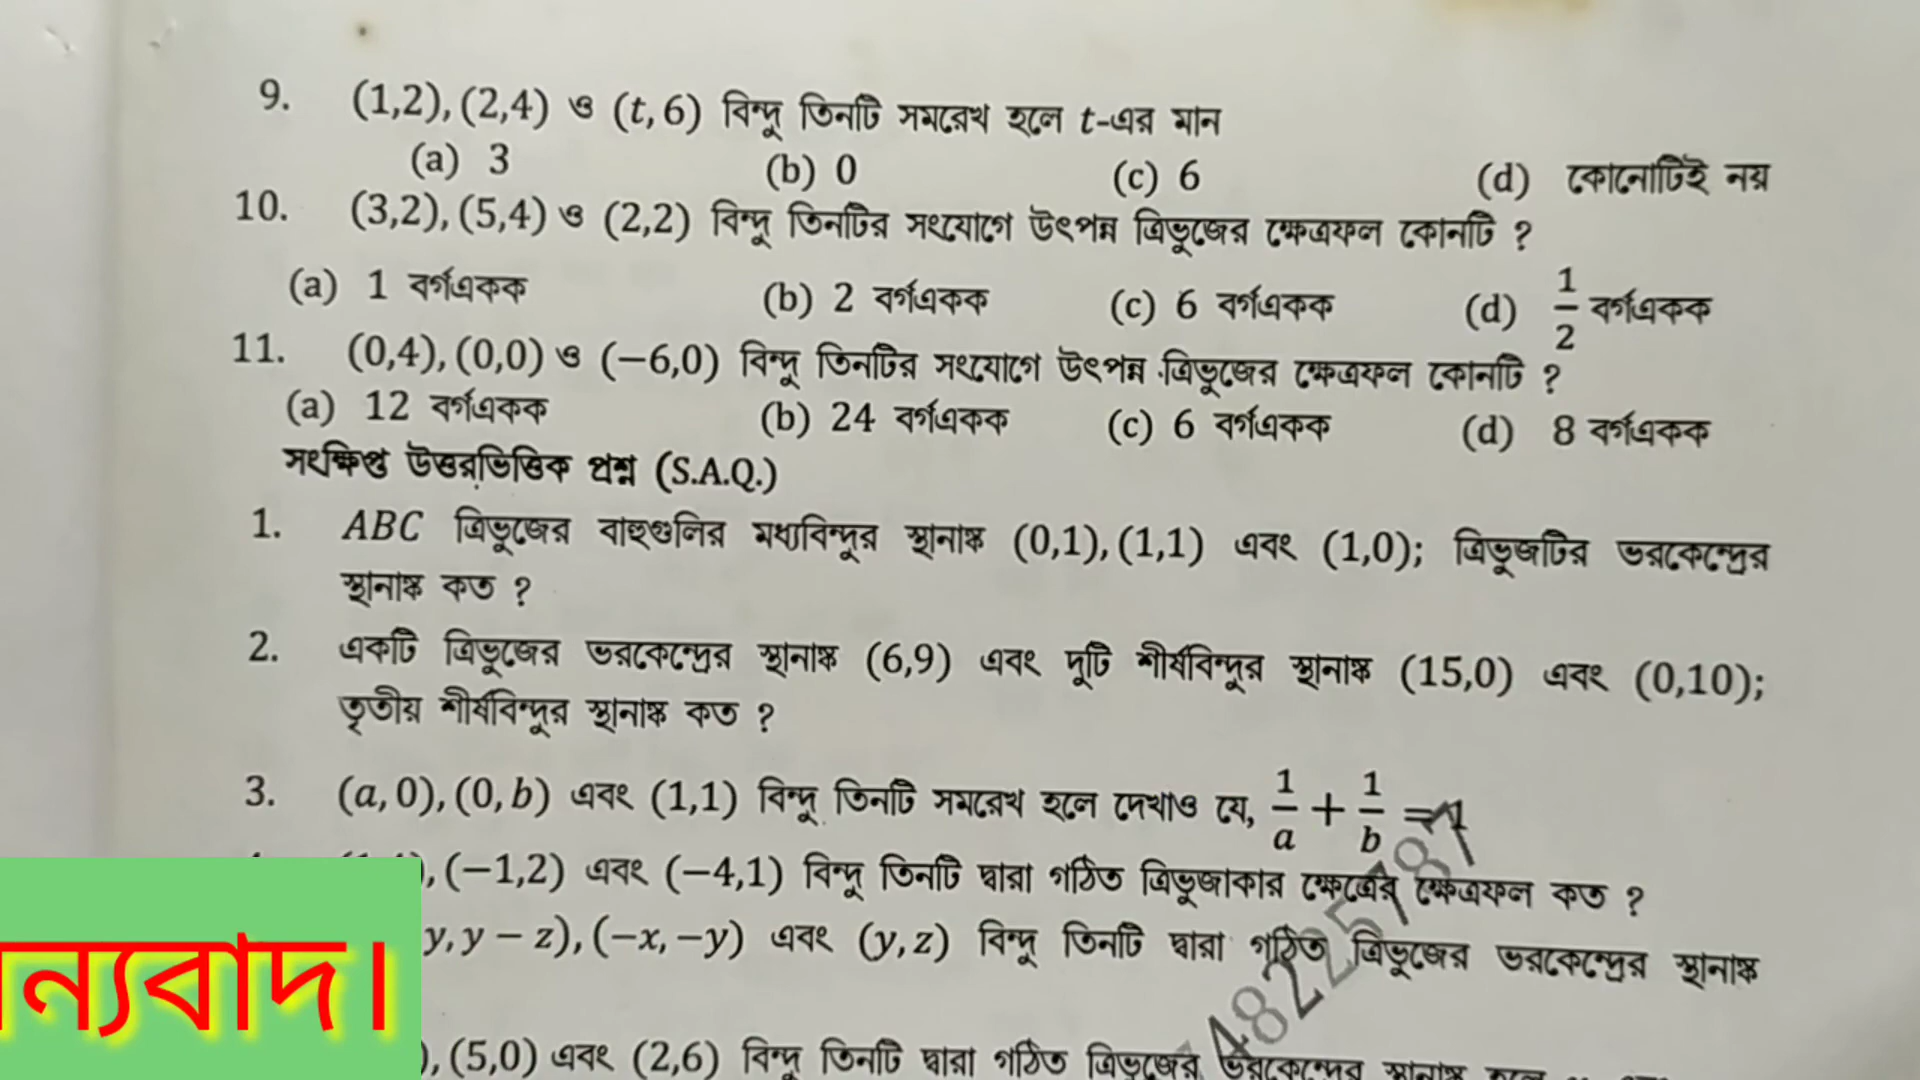 9. (1,2), (2,4) ও (t, 6) বিন্দু তিনটি সমরেখ হলে t-এর মান
(a) 3 (b) 0 (c) 6 (d) কোনোটিই নয়
10. (3,2), (5,4) ও (2,2) বিন্দু তিনটির সংযোগে উৎপন্ন ত্রিভুজের ক্ষেত্রফল কোনটি ?
(a) 1 বর্গএকক (b) 2 বর্গএকক (c) 6 বর্গএকক (d) 1/2 বর্গএকক
11. (0,4), (0,0) ও (−6,0) বিন্দু তিনটির সংযোগে উৎপন্ন ত্রিভুজের ক্ষেত্রফল কোনটি ?
(a) 12 বর্গএকক (b) 24 বর্গএকক (c) 6 বর্গএকক (d) 8 বর্গএকক
সংক্ষিপ্ত উত্তরভিত্তিক প্রশ্ন (S.A.Q.)
1. ABC ত্রিভুজের বাহুগুলির মধ্যবিন্দুর স্থানাঙ্ক (0,1), (1,1) এবং (1,0); ত্রিভুজটির ভরকেন্দ্রের
স্থানাঙ্ক কত ?
2. একটি ত্রিভুজের ভরকেন্দ্রের স্থানাঙ্ক (6,9) এবং দুটি শীর্ষবিন্দুর স্থানাঙ্ক (15,0) এবং (0,10);
তৃতীয় শীর্ষবিন্দুর স্থানাঙ্ক কত ?
3. (a, 0), (0, b) এবং (1,1) বিন্দু তিনটি সমরেখ হলে দেখাও যে, 1/a + 1/b = 1
, (−1,2) এবং (−4,1) বিন্দু তিনটি দ্বারা গঠিত ত্রিভুজাকার ক্ষেত্রের ক্ষেত্রফল কত ?
y, y − z), (−x, −y) এবং (y, z) বিন্দু তিনটি দ্বারা গঠিত ত্রিভুজের ভরকেন্দ্রের স্থানাঙ্ক
), (5,0) এবং (2,6) বিন্দু তিনটি দ্বারা গঠিত ত্রিভুজের ভরকেন্দ্রের স্থানাঙ্ক হলে
ন্যবাদ।